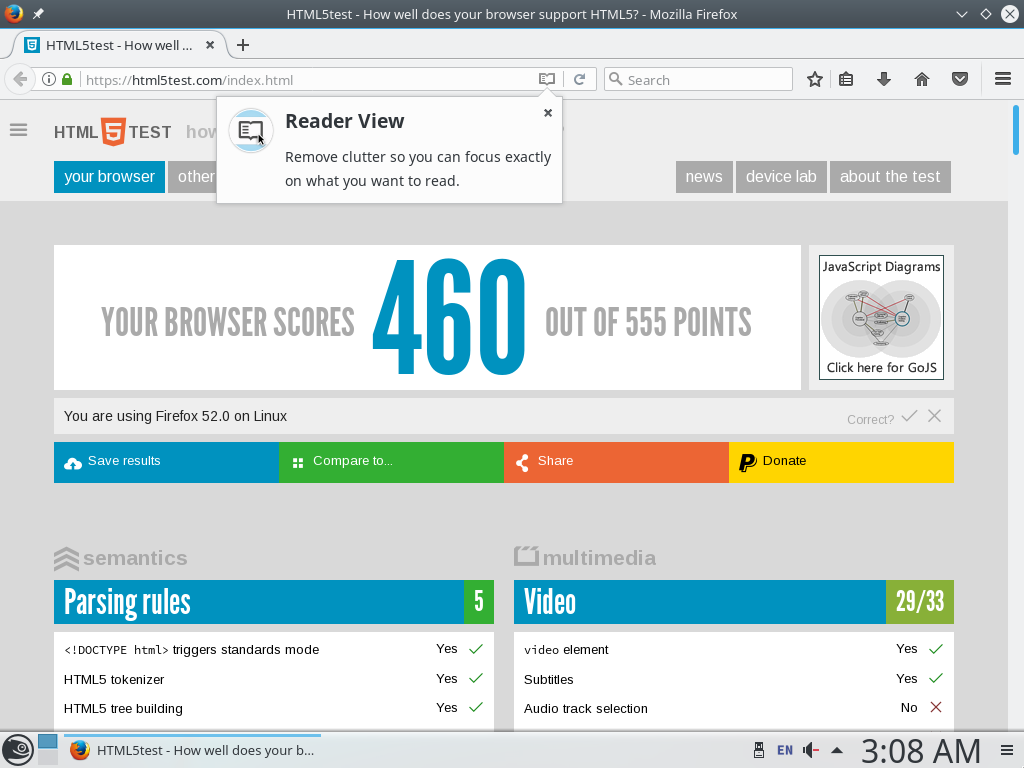 HTML5test - How well does your browser support HTML5? - Mozilla Firefox
HTML5test - How well ...
https://html5test.com/index.html
Search
Reader View
Remove clutter so you can focus exactly
on what you want to read.
HTML 5 TEST how
your browser
other
news
device lab
about the test
YOUR BROWSER SCORES 460 OUT OF 555 POINTS
JavaScript Diagrams
Click here for GoJS
You are using Firefox 52.0 on Linux
Correct?
Save results
Compare to...
Share
Donate
semantics
Parsing rules 5
<!DOCTYPE html> triggers standards mode Yes
HTML5 tokenizer Yes
HTML5 tree building Yes
multimedia
Video 29/33
video element Yes
Subtitles Yes
Audio track selection No
HTML5test - How well does your b...
EN
3:08 AM